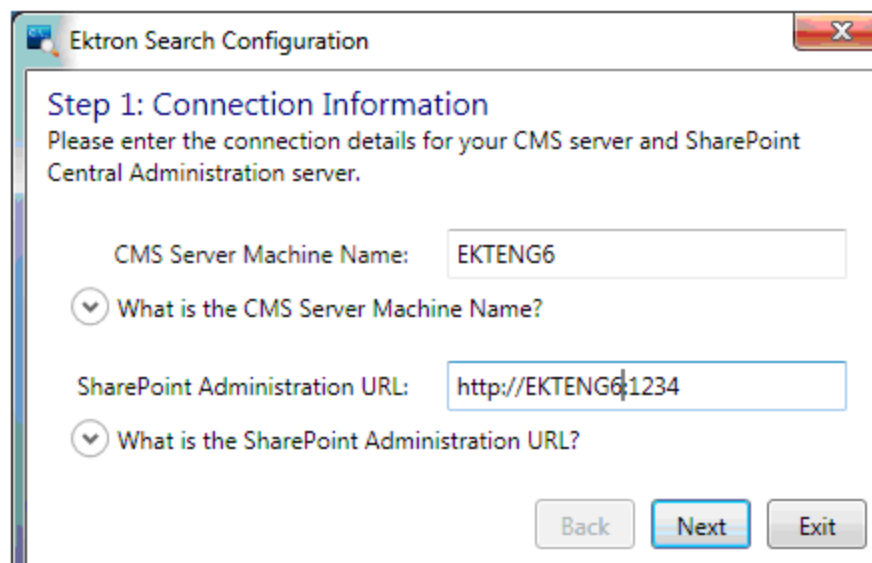 Ektron Search Configuration
Step 1: Connection Information
Please enter the connection details for your CMS server and SharePoint
Central Administration server.
CMS Server Machine Name: EKTENG6
What is the CMS Server Machine Name?
SharePoint Administration URL: http://EKTENG6:1234
What is the SharePoint Administration URL?
Back Next Exit